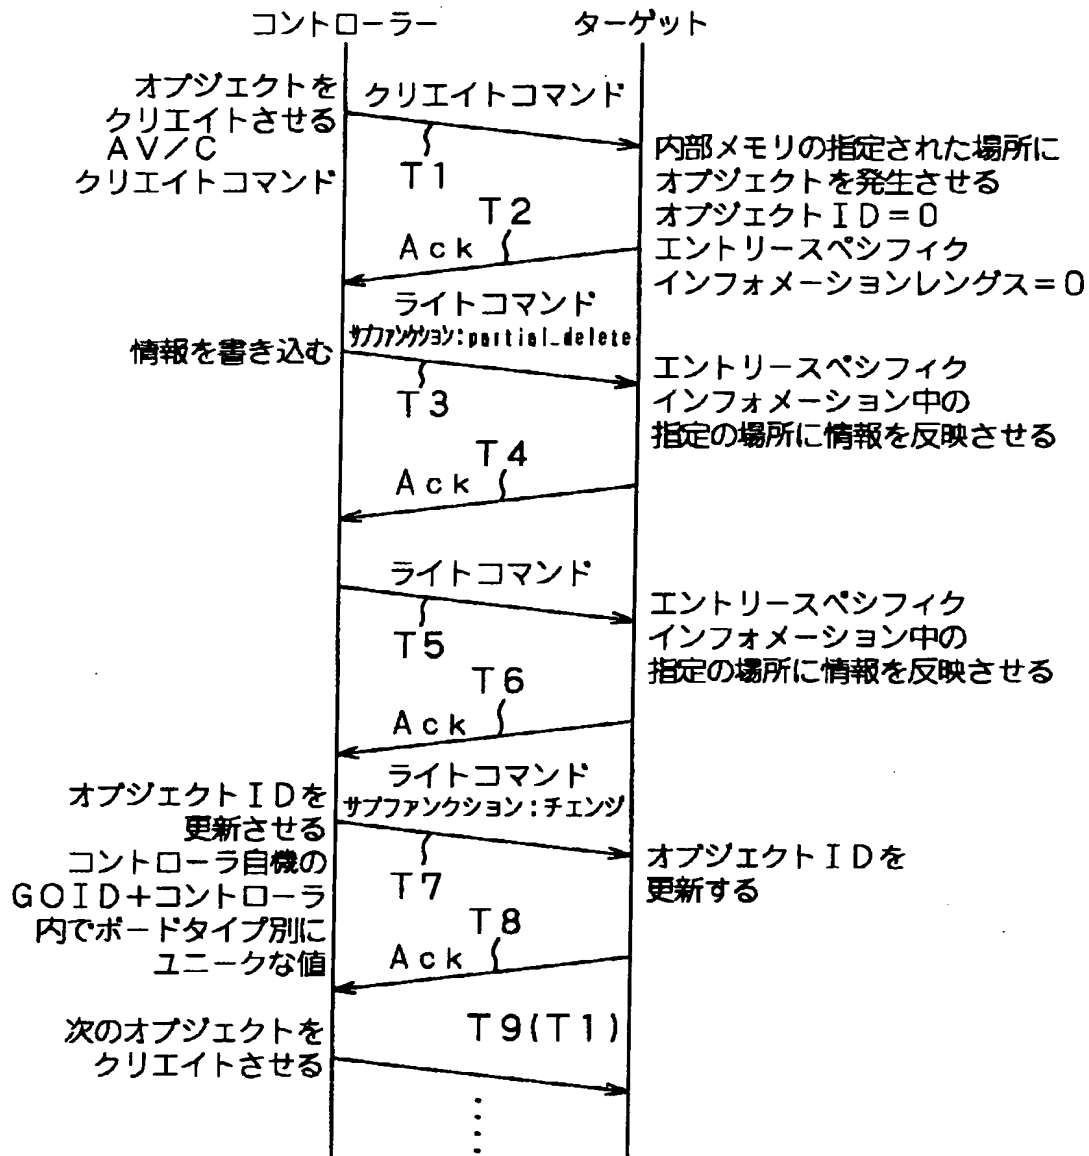 コントローラー
ターゲット
オブジェクトを
クリエイトさせる
AV/C
クリエイトコマンド
クリエイトコマンド
T1
内部メモリの指定された場所に
オブジェクトを発生させる
オブジェクトID=0
エントリースペシフィク
インフォメーションレングス=0
T2
Ack
ライトコマンド
サブファンクション:partial_delete
情報を書き込む
T3
エントリースペシフィク
インフォメーション中の
指定の場所に情報を反映させる
T4
Ack
ライトコマンド
T5
エントリースペシフィク
インフォメーション中の
指定の場所に情報を反映させる
T6
Ack
ライトコマンド
サブファンクション:チェンジ
オブジェクトIDを
更新させる
コントローラ自機の
GOID+コントローラ
内でボードタイプ別に
ユニークな値
T7
オブジェクトIDを
更新する
T8
Ack
次のオブジェクトを
クリエイトさせる
T9(T1)